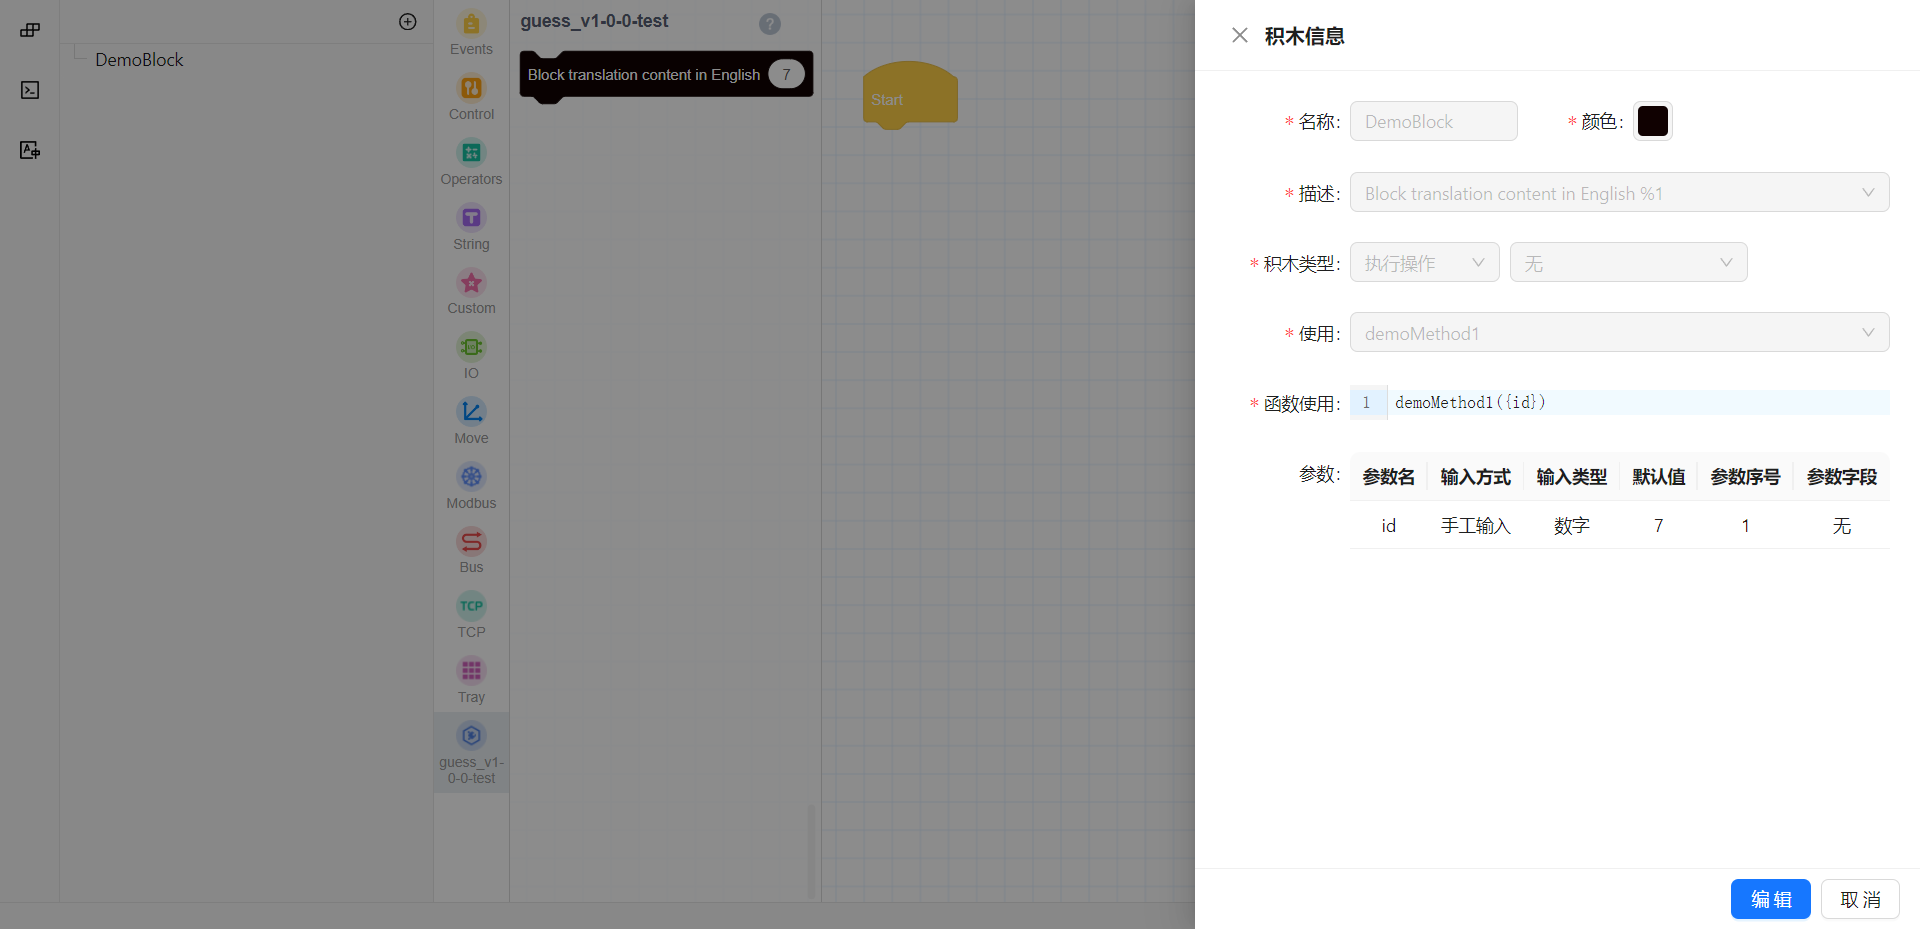 DemoBlock
Events
Control
Operators
String
Custom
IO
Move
Modbus
Bus
TCP
TCP
Tray
guess_v1-
0-0-test
guess_v1-0-0-test
?
Block translation content in English 7
Start
积木信息
* 名称: DemoBlock
* 颜色:
* 描述: Block translation content in English %1
* 积木类型: 执行操作 无
* 使用: demoMethod1
* 函数使用: 1 demoMethod1({id})
参数:
参数名 输入方式 输入类型 默认值 参数序号 参数字段
id 手工输入 数字 7 1 无
编辑 取消